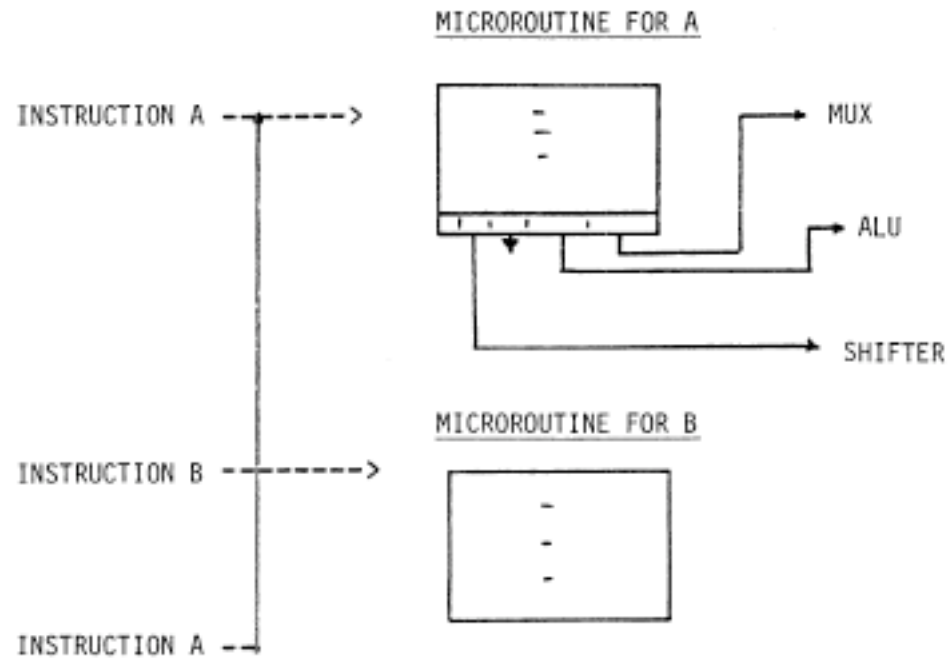 MICROROUTINE FOR A
INSTRUCTION A
MUX
ALU
SHIFTER
MICROROUTINE FOR B
INSTRUCTION B
INSTRUCTION A